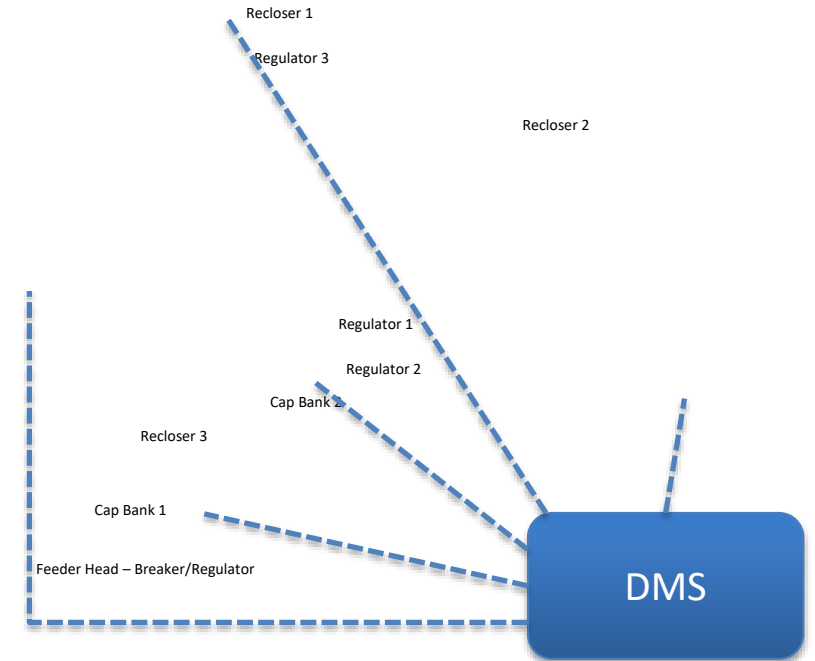 Recloser 1
Regulator 3
Recloser 2
Regulator 1
Regulator 2
Cap Bank 2
Recloser 3
Cap Bank 1
Feeder Head – Breaker/Regulator
DMS